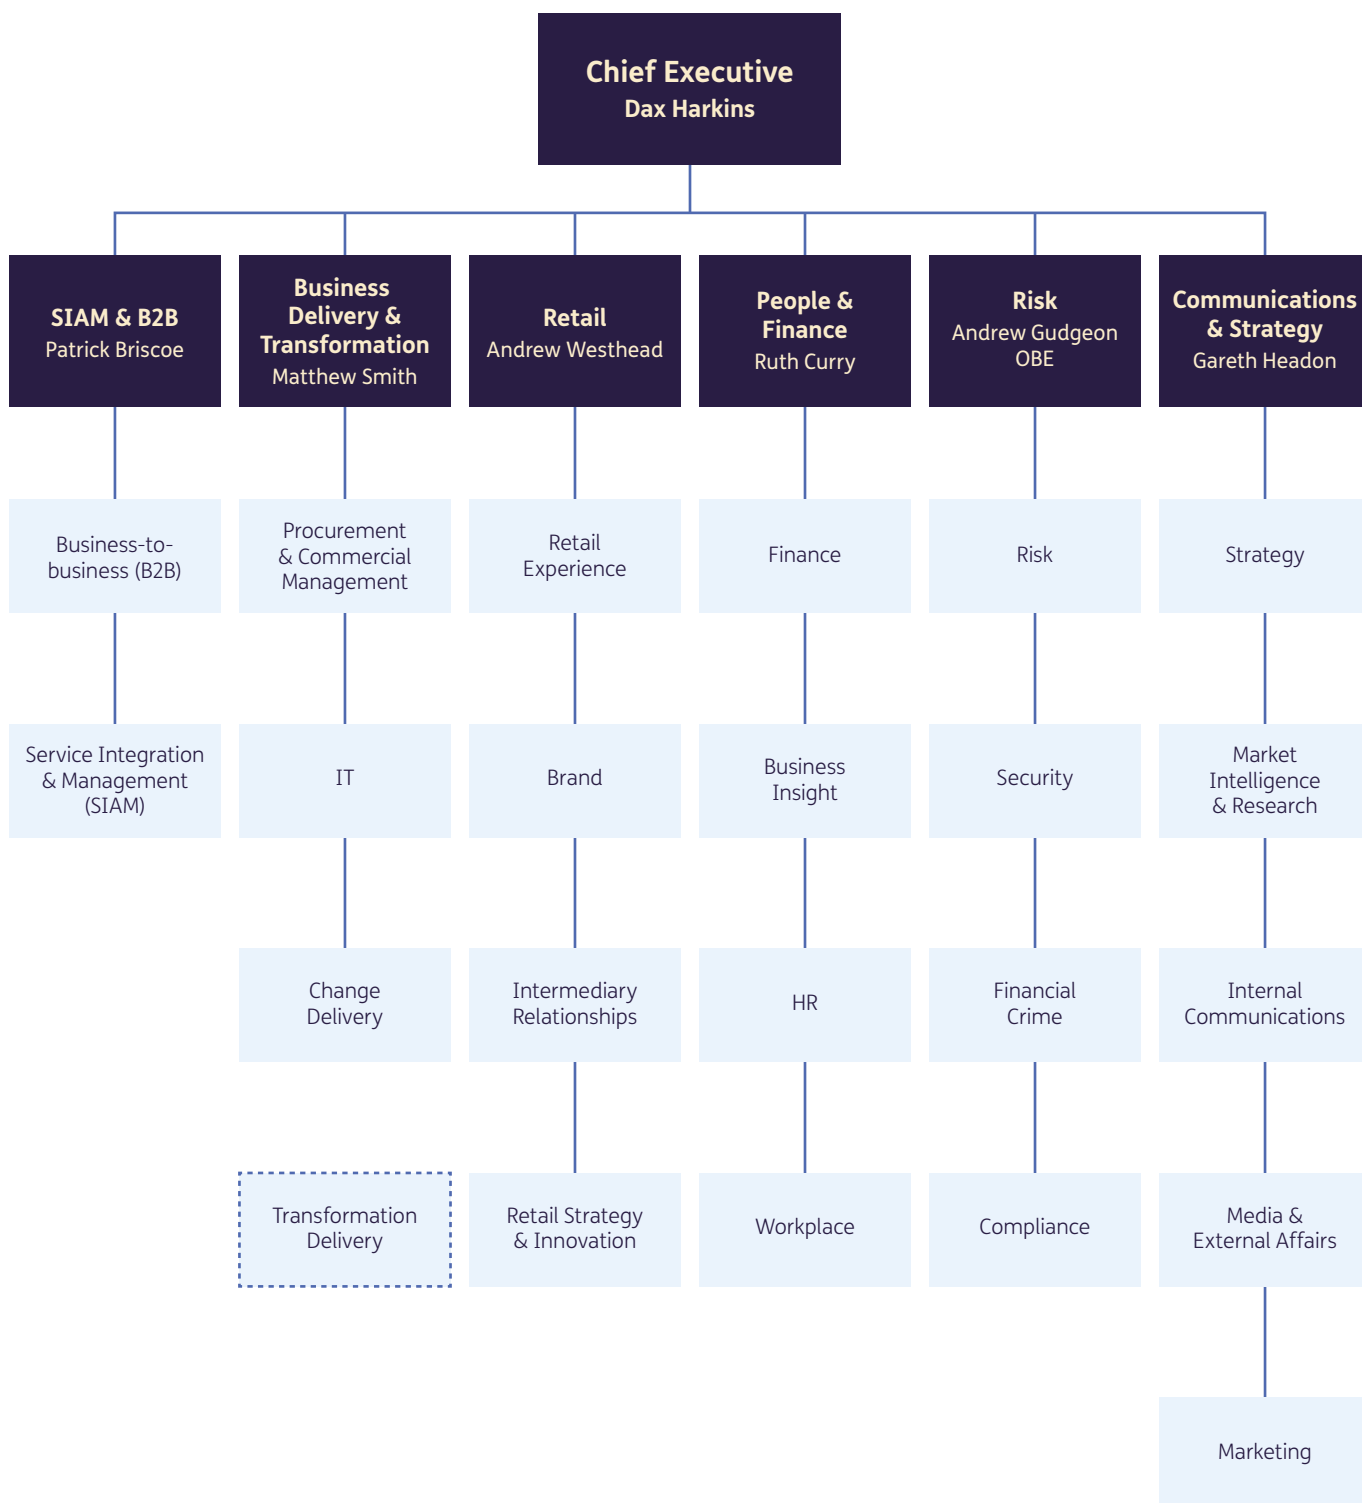 Chief Executive
Dax Harkins
SIAM & B2B
Patrick Briscoe
Business
Delivery &
Transformation
Matthew Smith
Retail
Andrew Westhead
People &
Finance
Ruth Curry
Risk
Andrew Gudgeon
OBE
Communications
& Strategy
Gareth Headon
Business-to-
business (B2B)
Procurement
& Commercial
Management
Retail
Experience
Finance
Risk
Strategy
Service Integration
& Management
(SIAM)
IT
Brand
Business
Insight
Security
Market
Intelligence
& Research
Change
Delivery
Intermediary
Relationships
HR
Financial
Crime
Internal
Communications
Transformation
Delivery
Retail Strategy
& Innovation
Workplace
Compliance
Media &
External Affairs
Marketing